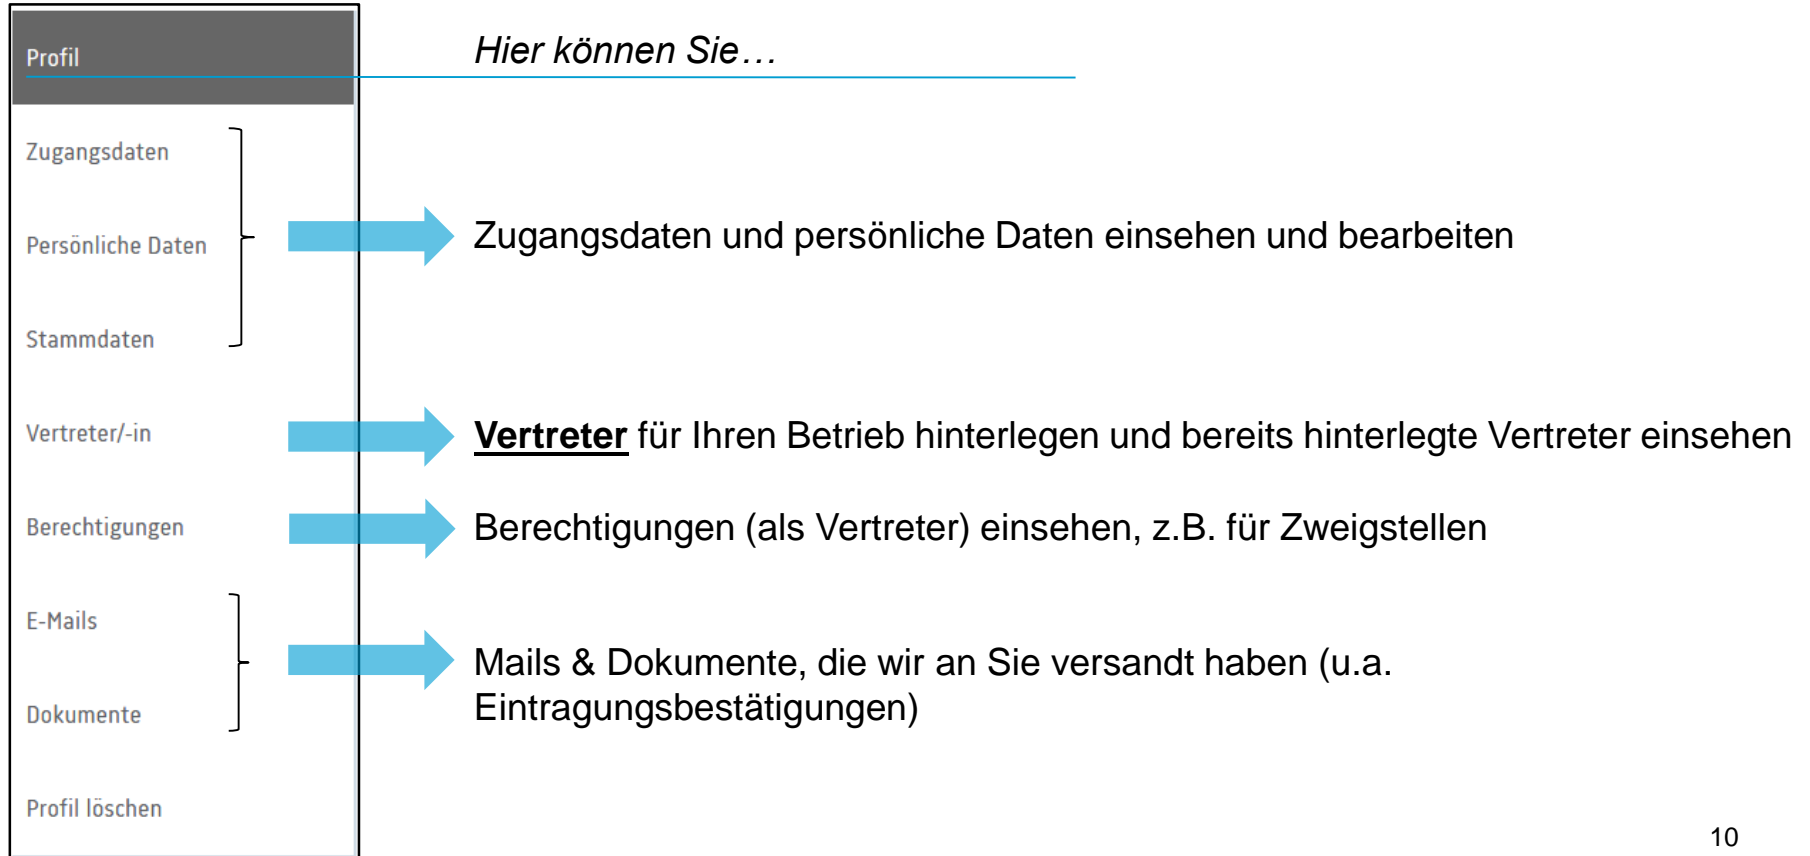 Profil
Hier können Sie…
Zugangsdaten
Persönliche Daten
Stammdaten
Zugangsdaten und persönliche Daten einsehen und bearbeiten
Vertreter/-in
Vertreter für Ihren Betrieb hinterlegen und bereits hinterlegte Vertreter einsehen
Berechtigungen
Berechtigungen (als Vertreter) einsehen, z.B. für Zweigstellen
E-Mails
Dokumente
Mails & Dokumente, die wir an Sie versandt haben (u.a.
Eintragungsbestätigungen)
Profil löschen
10